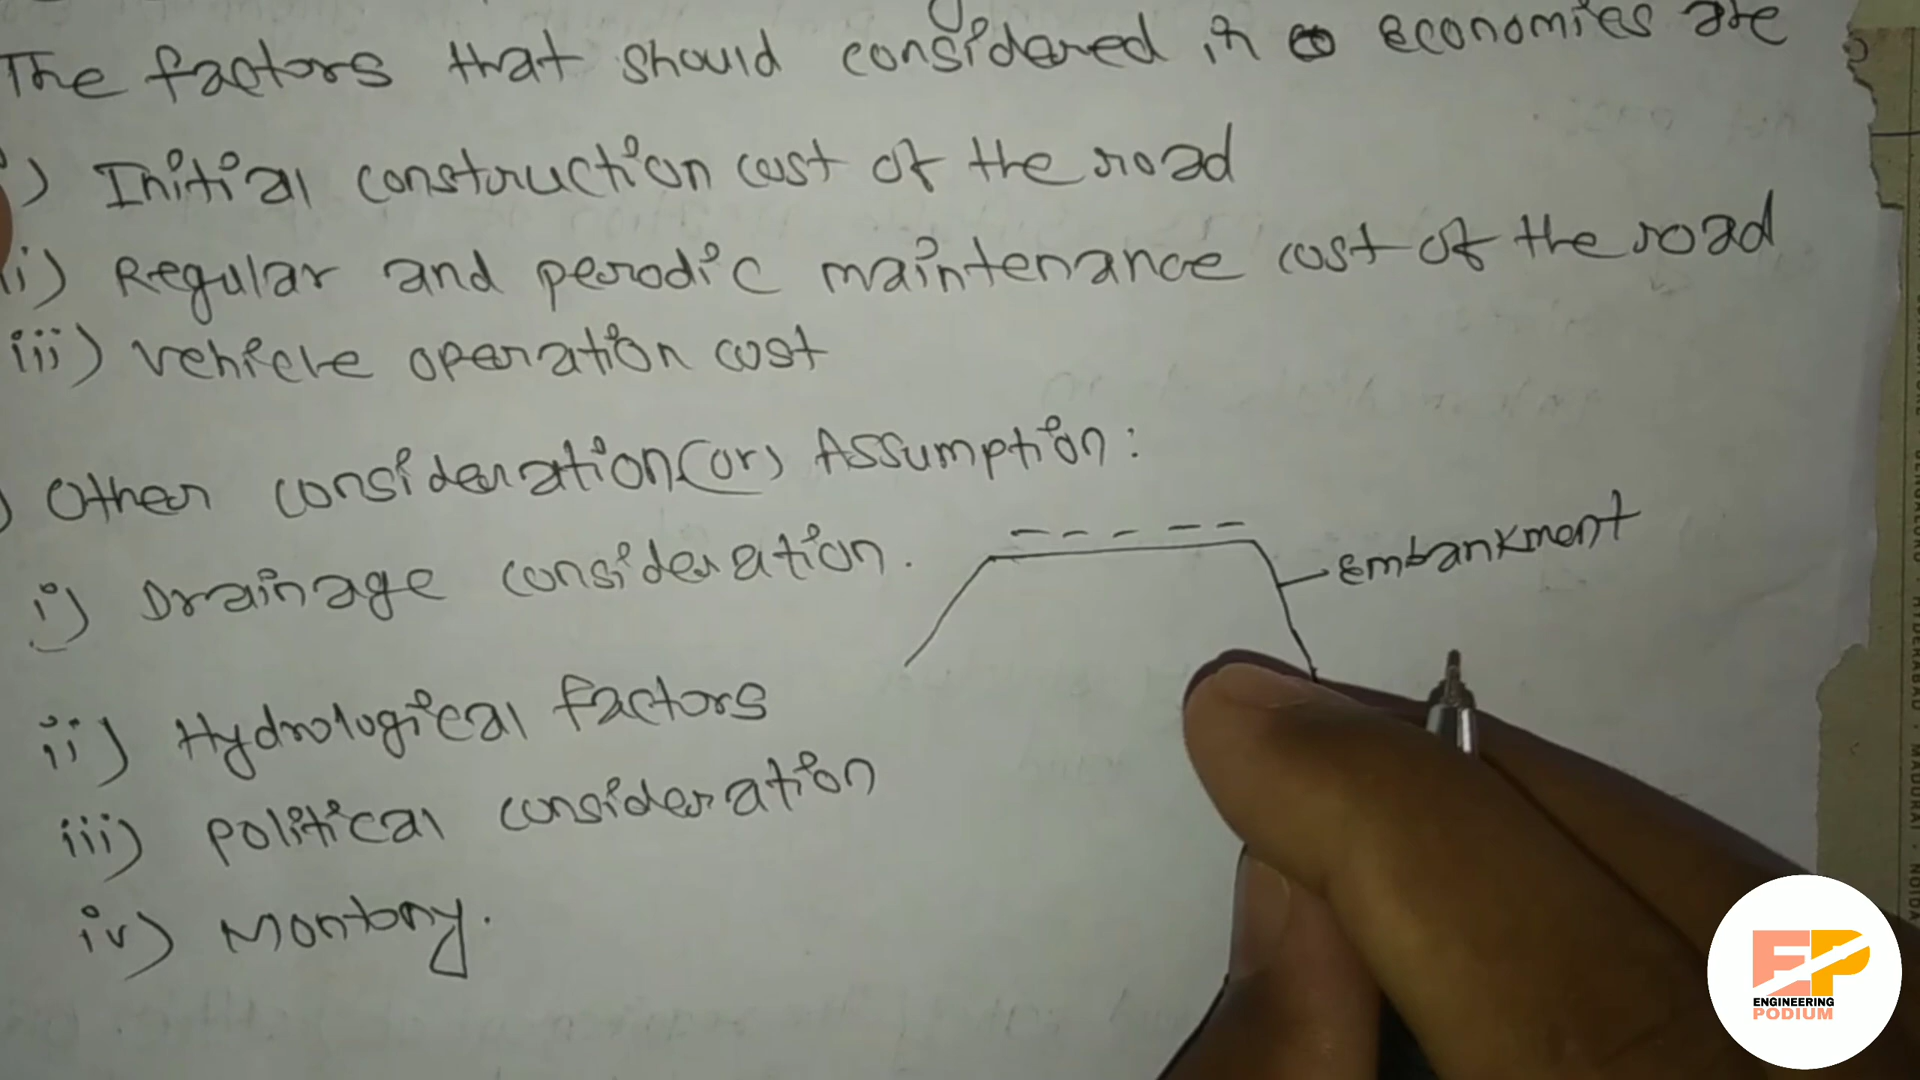 The factors that should considered in economies are
i) Initial construction cost of the road
ii) Regular and perodic maintenance cost of the road
iii) vehicle operation cost
Other consideration (or) Assumption:
i) Drainage consideration.
embankment
ii) Hydrological factors
iii) political consideration
iv) Montony.
ENGINEERING
PODIUM